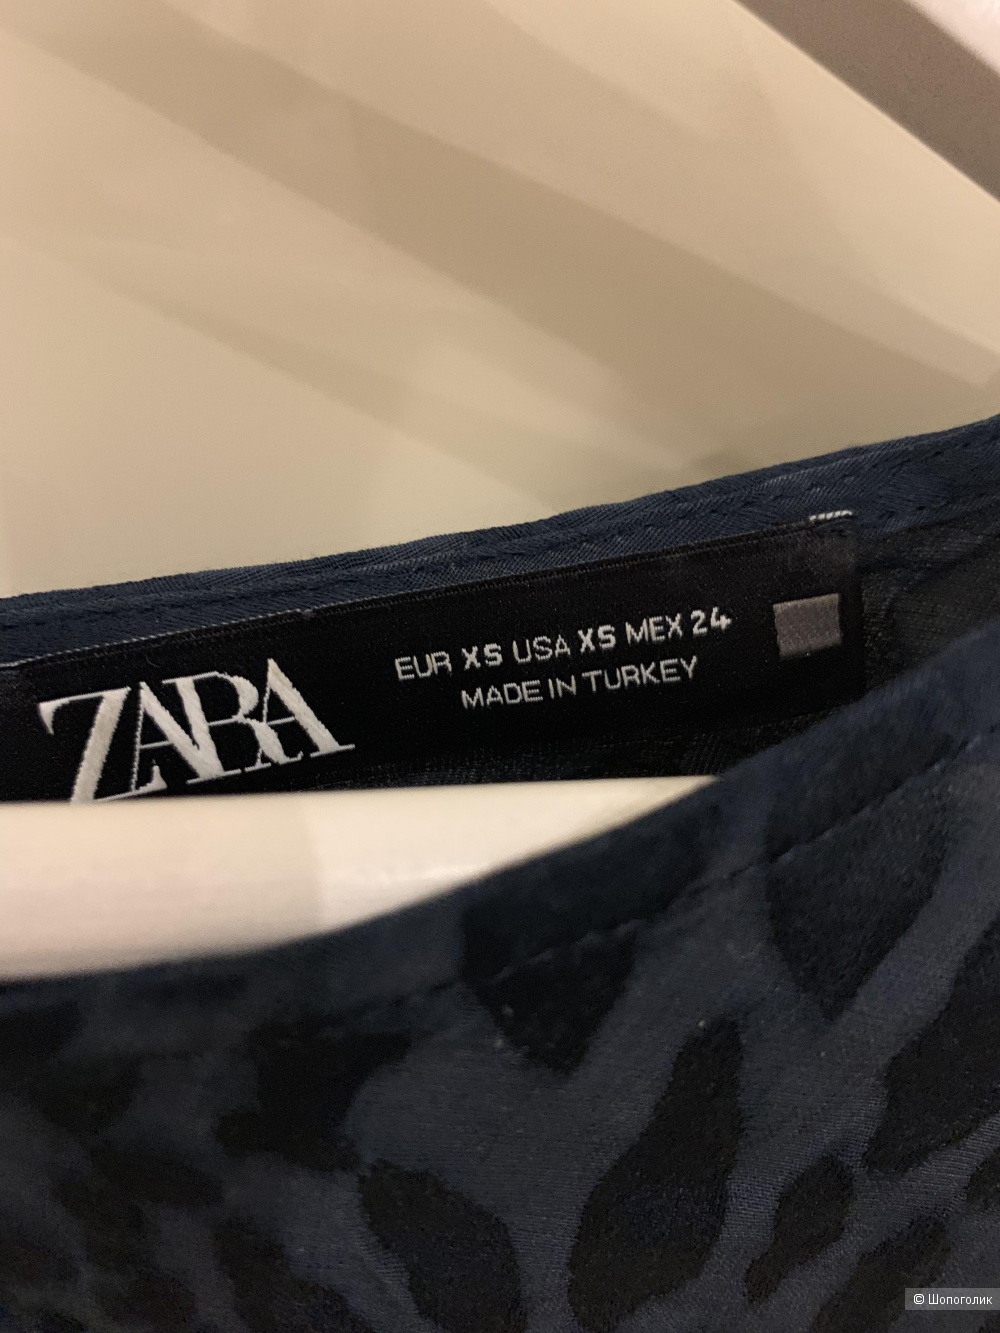 ZARA
EUR XS USA XS MEX 24
MADE IN TURKEY
© Шопоголик